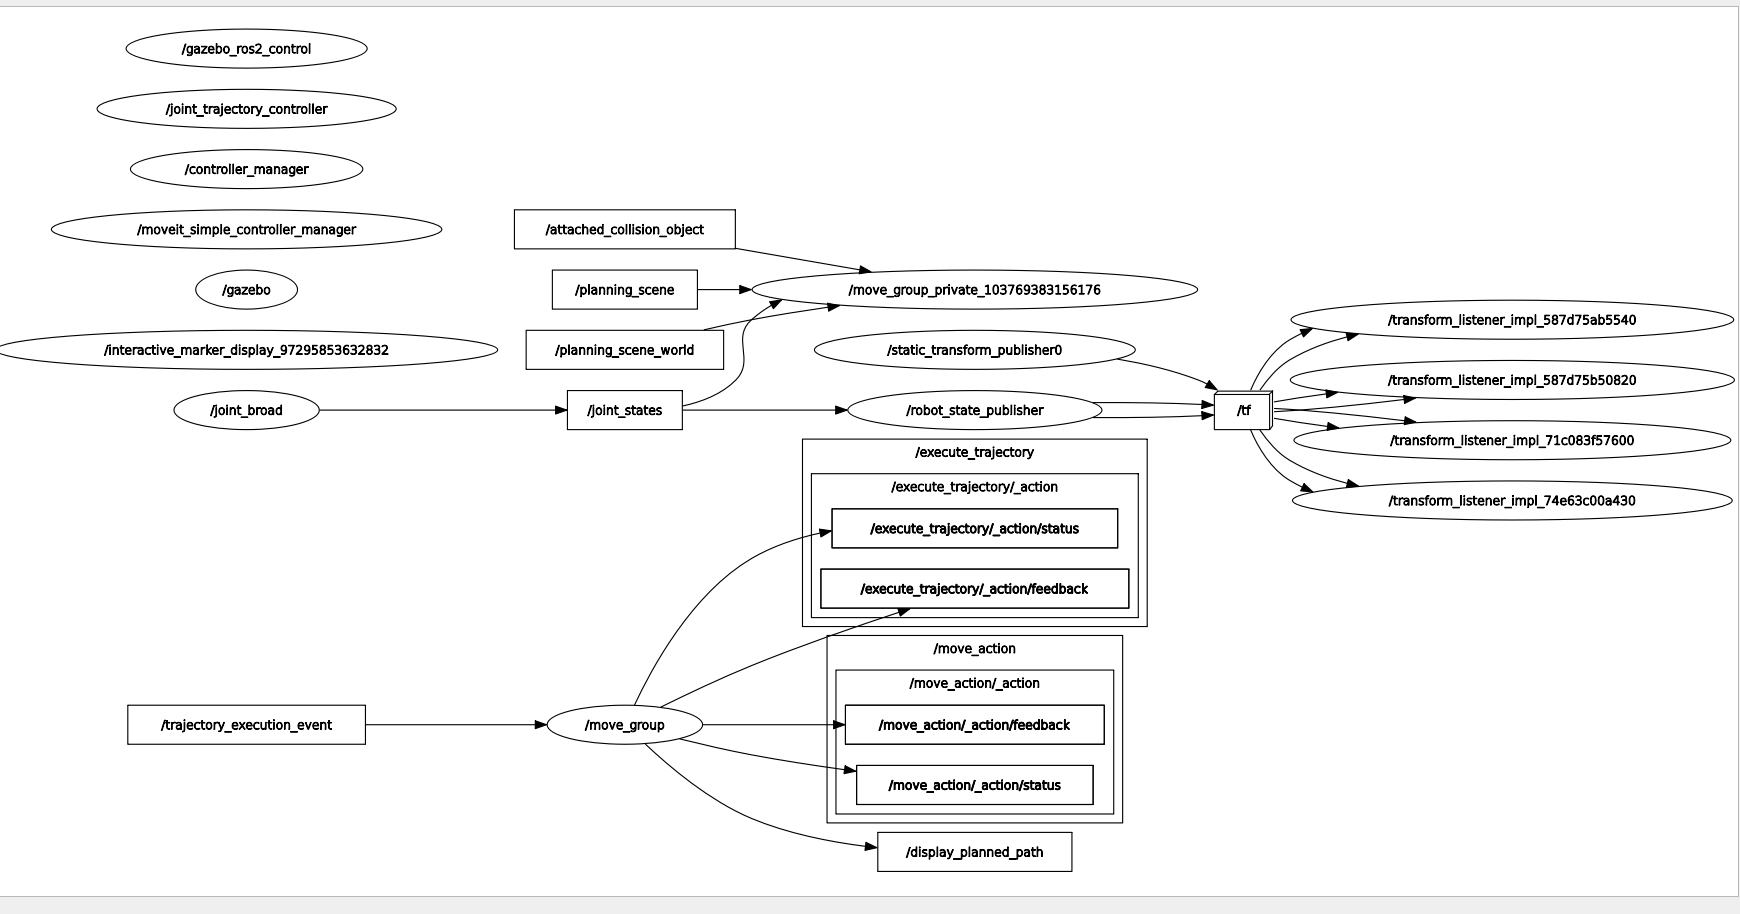 /gazebo_ros2_control
/joint_trajectory_controller
/controller_manager
/moveit_simple_controller_manager
/attached_collision_object
/gazebo
/planning_scene
/move_group_private_103769383156176
/interactive_marker_display_97295853632832
/planning_scene_world
/static_transform_publisher0
/transform_listener_impl_587d75ab5540
/transform_listener_impl_587d75b50820
/joint_broad
/joint_states
/robot_state_publisher
/tf
/transform_listener_impl_71c083f57600
/transform_listener_impl_74e63c00a430
/execute_trajectory
/execute_trajectory/_action
/execute_trajectory/_action/status
/execute_trajectory/_action/feedback
/move_action
/move_action/_action
/trajectory_execution_event
/move_group
/move_action/_action/feedback
/move_action/_action/status
/display_planned_path